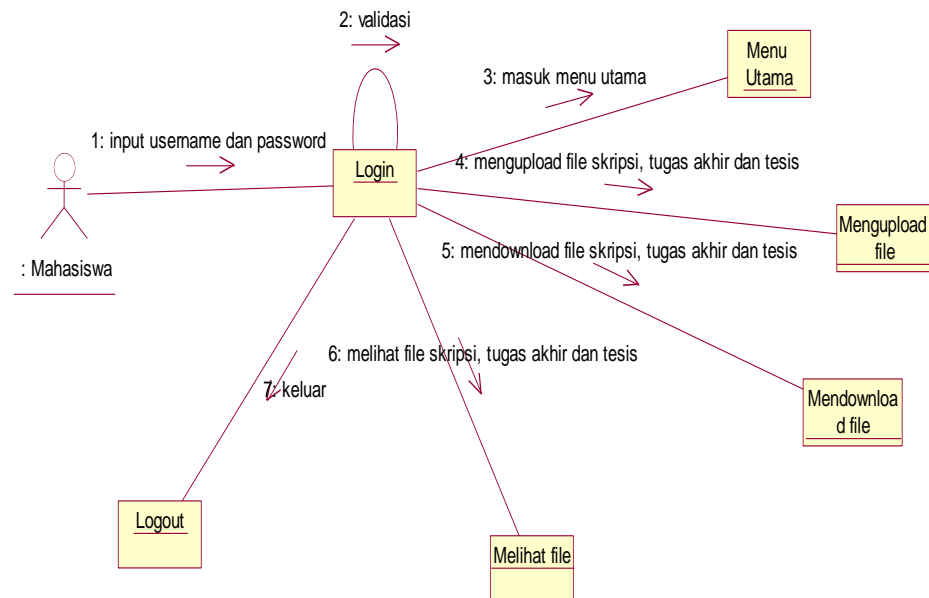 2: validasi
Menu
Utama
3: masuk menu utama
1: input username dan password
4: mengupload file skripsi, tugas akhir dan tesis
Login
Mengupload
file
5: mendownload file skripsi, tugas akhir dan tesis
: Mahasiswa
6: melihat file skripsi, tugas akhir dan tesis
7: keluar
Mendownloa
d file
Logout
Melihat file